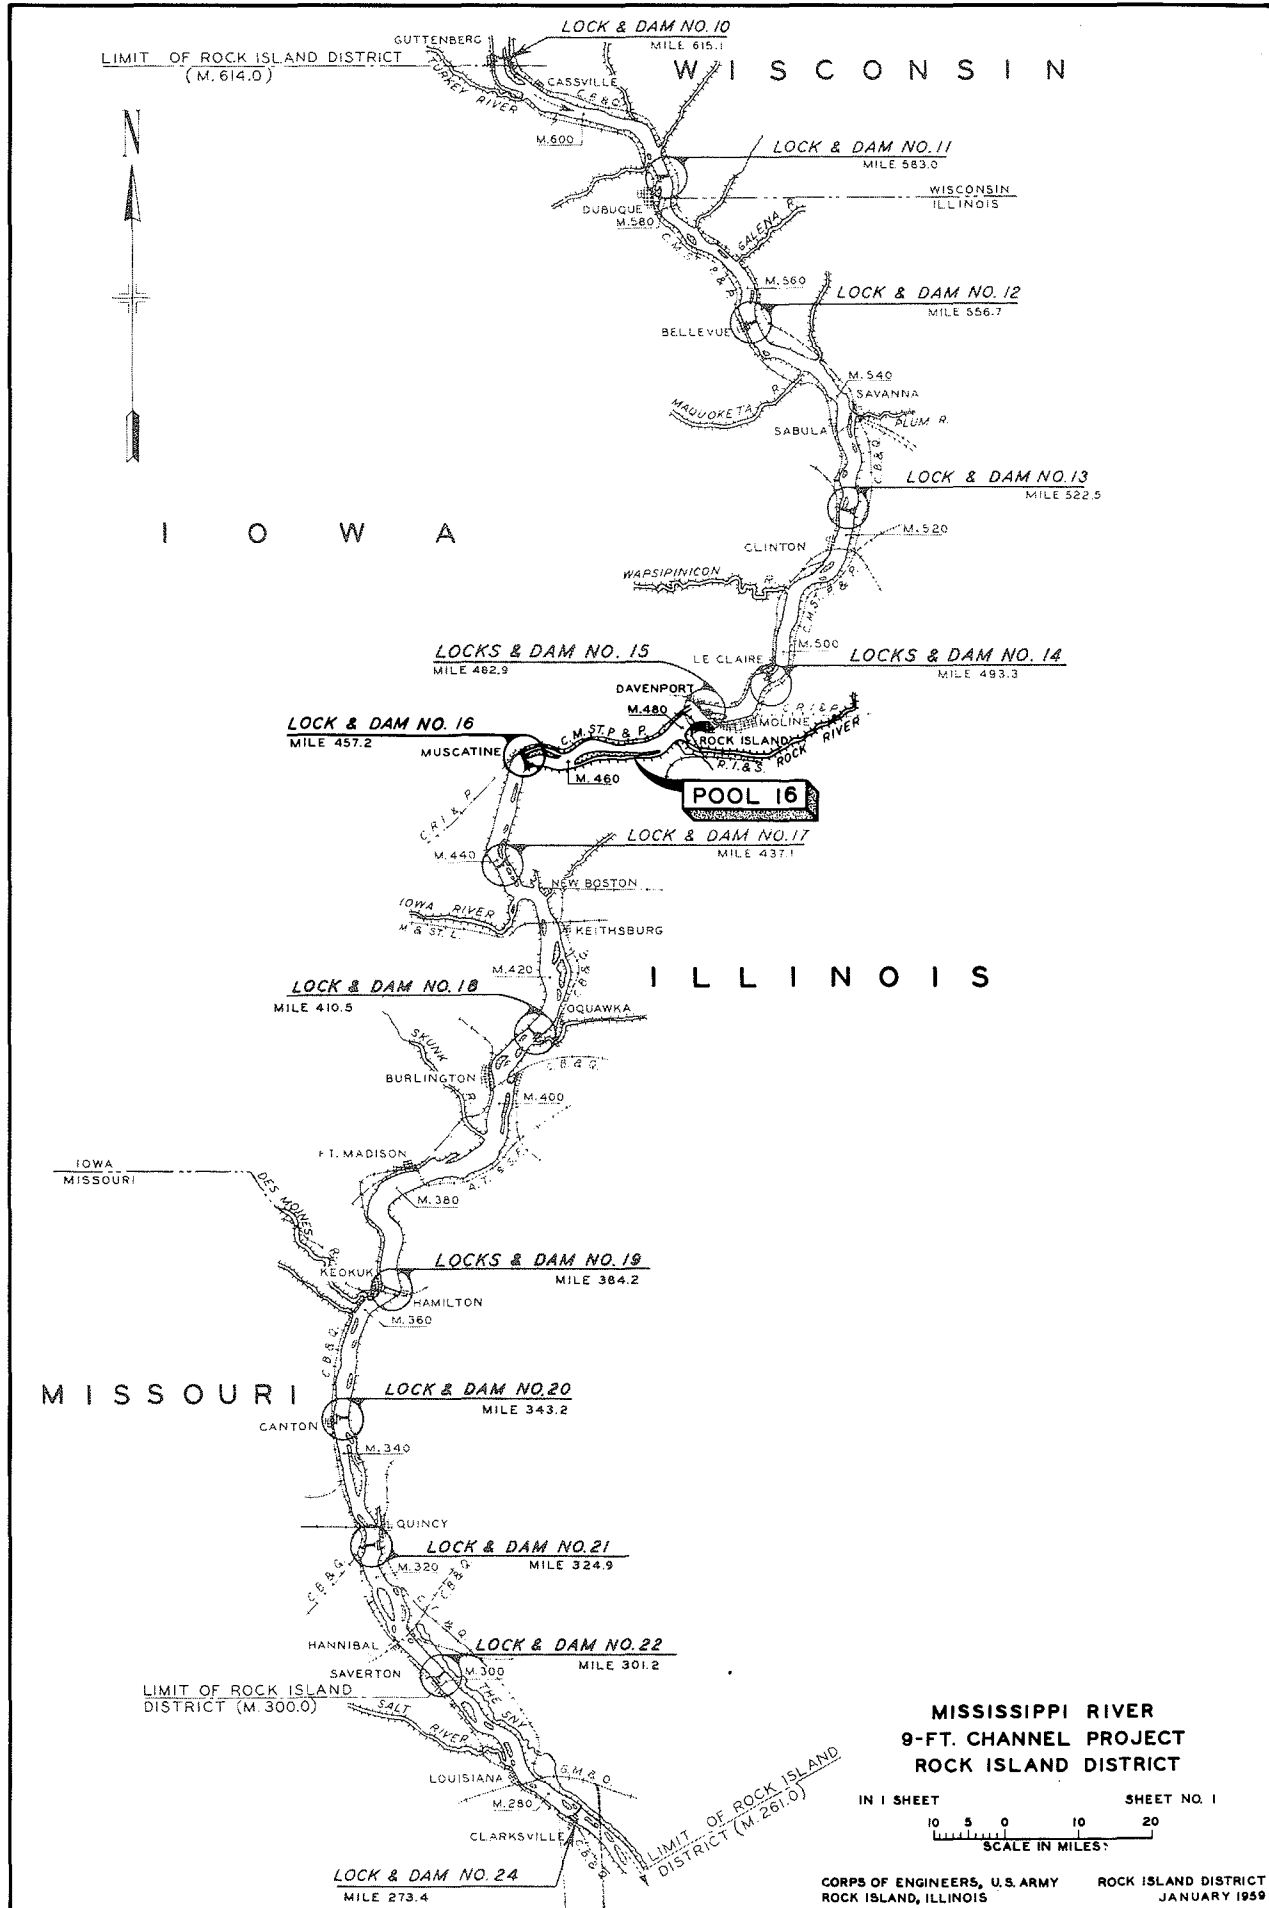 LOCK & DAM NO. 10
MILE 615.1
GUTTENBERG
LIMIT OF ROCK ISLAND DISTRICT
(M. 614.0)
WISCONSIN
CASSVILLE
C.B.&Q.
TURKEY RIVER
M.600
N
LOCK & DAM NO. 11
MILE 583.0
WISCONSIN
ILLINOIS
DUBUQUE
M.580
GALENA R.
C.M.ST. P. & P.
M.560
LOCK & DAM NO. 12
MILE 556.7
BELLEVUE
M.540
SAVANNA
MAQUOKETA R.
PLUM R.
SABULA
C.B.&Q.
LOCK & DAM NO. 13
MILE 522.5
IOWA
M.520
CLINTON
WAPSIPINICON R.
C.M.ST. P. & P.
M.500
LOCKS & DAM NO. 15
MILE 482.9
LE CLAIRE
LOCKS & DAM NO. 14
MILE 493.3
DAVENPORT
M.480
C.R.I. & P.
MOLINE
LOCK & DAM NO. 16
MILE 457.2
C.M.ST.P & P.
ROCK ISLAND
ROCK RIVER
MUSCATINE
R.I.&S.
M.460
POOL 16
C.R.I & P.
LOCK & DAM NO. 17
MILE 437.1
M.440
NEW BOSTON
IOWA RIVER
M & ST. L.
KEITHSBURG
M.420
C.B.&Q.
ILLINOIS
LOCK & DAM NO. 18
MILE 410.5
OQUAWKA
SKUNK R.
C.B.&Q.
BURLINGTON
M.400
FT. MADISON
IOWA
MISSOURI
A.T. & S.F.
DES MOINES R.
M.380
LOCKS & DAM NO. 19
MILE 364.2
KEOKUK
HAMILTON
M.360
C B & Q.
MISSOURI
LOCK & DAM NO. 20
MILE 343.2
CANTON
M.340
QUINCY
LOCK & DAM NO. 21
MILE 324.9
M.320
C B & Q.
C B & Q
HANNIBAL
LOCK & DAM NO. 22
MILE 301.2
SAVERTON
M.300
LIMIT OF ROCK ISLAND
DISTRICT (M. 300.0)
THE SNY
SALT RIVER
LOUISIANA
G.M.& O.
M.280
CLARKSVILLE
C.B.&Q.
LIMIT OF ROCK ISLAND
DISTRICT (M. 261.0)
LOCK & DAM NO. 24
MILE 273.4
MISSISSIPPI RIVER
9-FT. CHANNEL PROJECT
ROCK ISLAND DISTRICT
IN 1 SHEET SHEET NO. 1
10 5 0 10 20
SCALE IN MILES
CORPS OF ENGINEERS, U.S. ARMY ROCK ISLAND DISTRICT
ROCK ISLAND, ILLINOIS JANUARY 1959